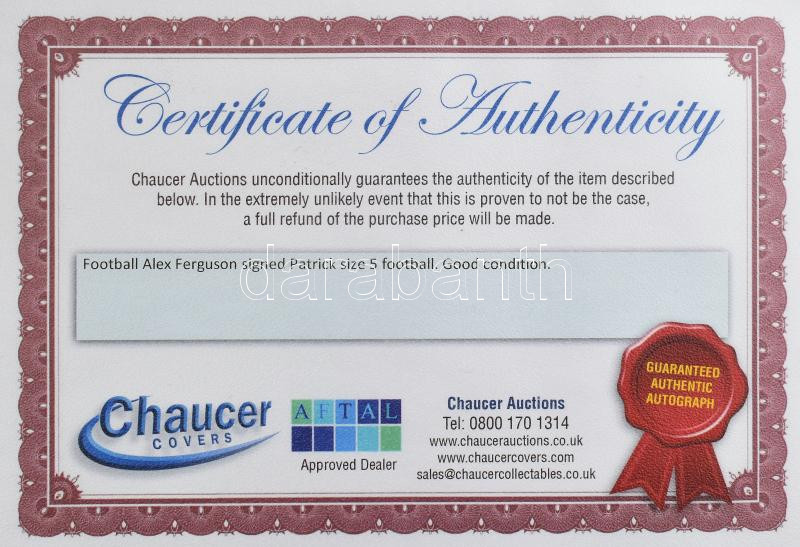 Certificate of Authenticity
Chaucer Auctions unconditionally guarantees the authenticity of the item described
below. In the extremely unlikely event that this is proven to not be the case,
a full refund of the purchase price will be made.
Football Alex Ferguson signed Patrick size 5 football. Good condition.
darabanth
GUARANTEED
AUTHENTIC
AUTOGRAPH
Chaucer
COVERS
AFTAL
Approved Dealer
Chaucer Auctions
Tel: 0800 170 1314
www.chaucerauctions.co.uk
www.chaucercovers.com
sales@chaucercollectables.co.uk